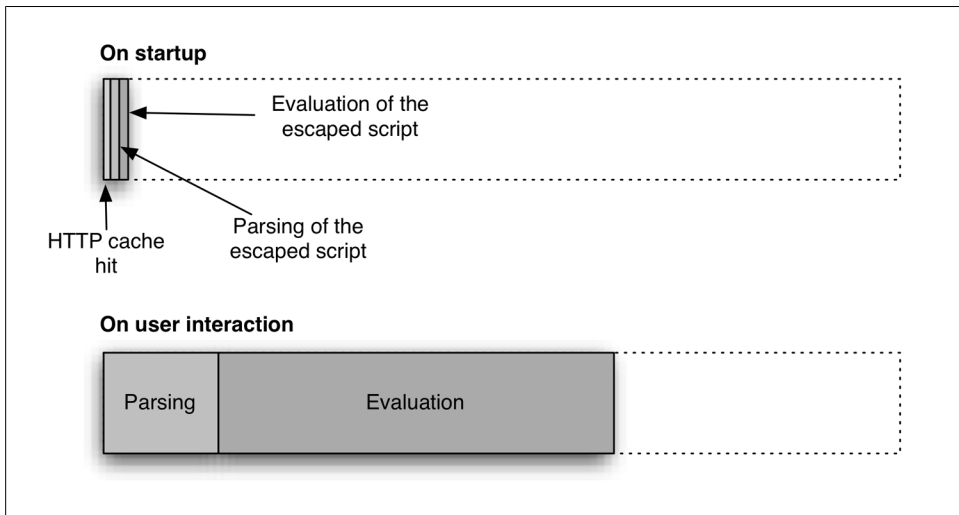 On startup
Evaluation of the
escaped script
Parsing of the
escaped script
HTTP cache
hit
On user interaction
Parsing
Evaluation